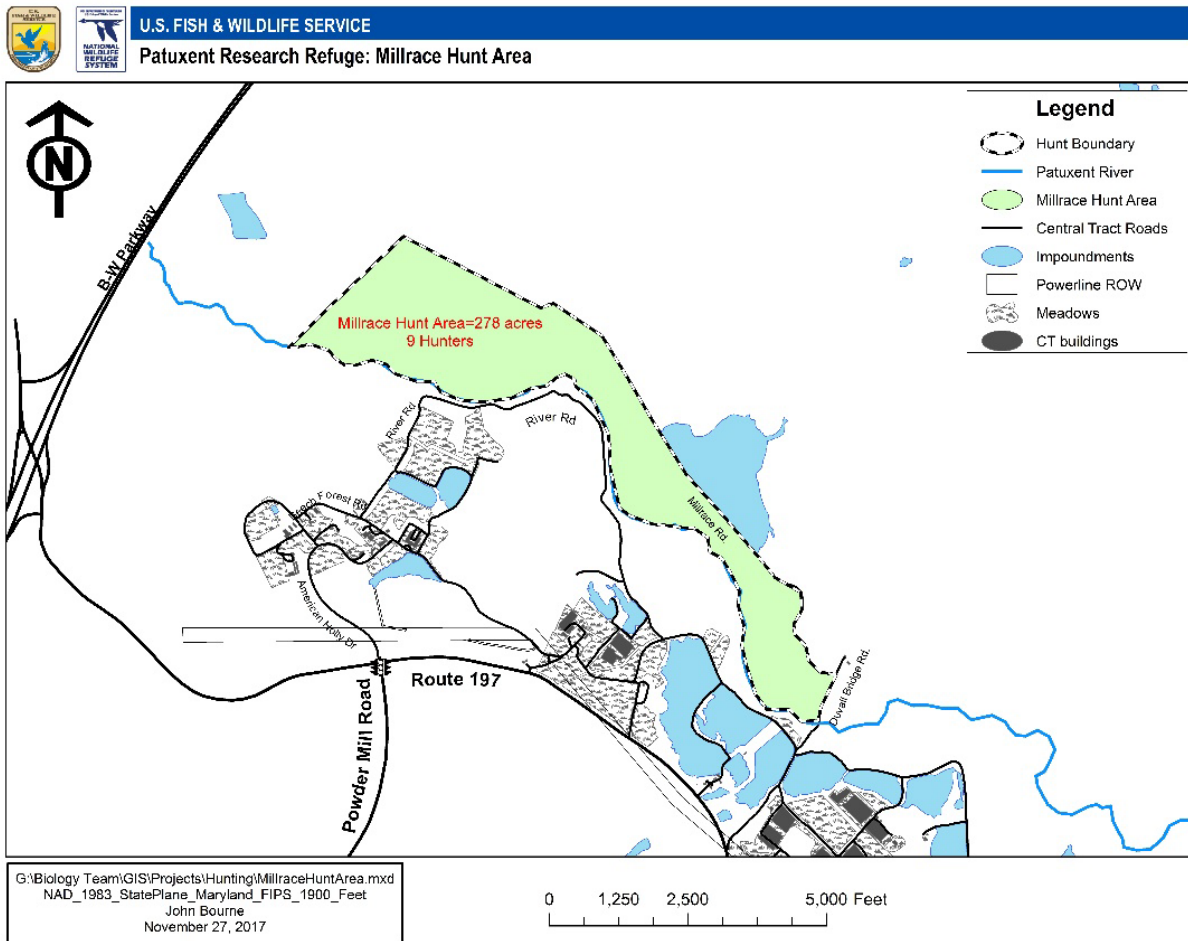 U.S.
FISH & WILDLIFE
SERVICE
NATIONAL
WILDLIFE
REFUGE
SYSTEM
U.S. FISH & WILDLIFE SERVICE
Patuxent Research Refuge: Millrace Hunt Area
N
B-W Parkway
Legend
Hunt Boundary
Patuxent River
Millrace Hunt Area
Central Tract Roads
Impoundments
Powerline ROW
Meadows
CT buildings
Millrace Hunt Area=278 acres
9 Hunters
River Rd
River Rd
Millrace Rd.
American Holly Dr
Route 197
Powder Mill Road
Duvall Bridge Rd.
G:\Biology Team\GIS\Projects\Hunting\MillraceHuntArea.mxd
NAD_1983_StatePlane_Maryland_FIPS_1900_Feet
John Bourne
November 27, 2017
0 1,250 2,500 5,000 Feet